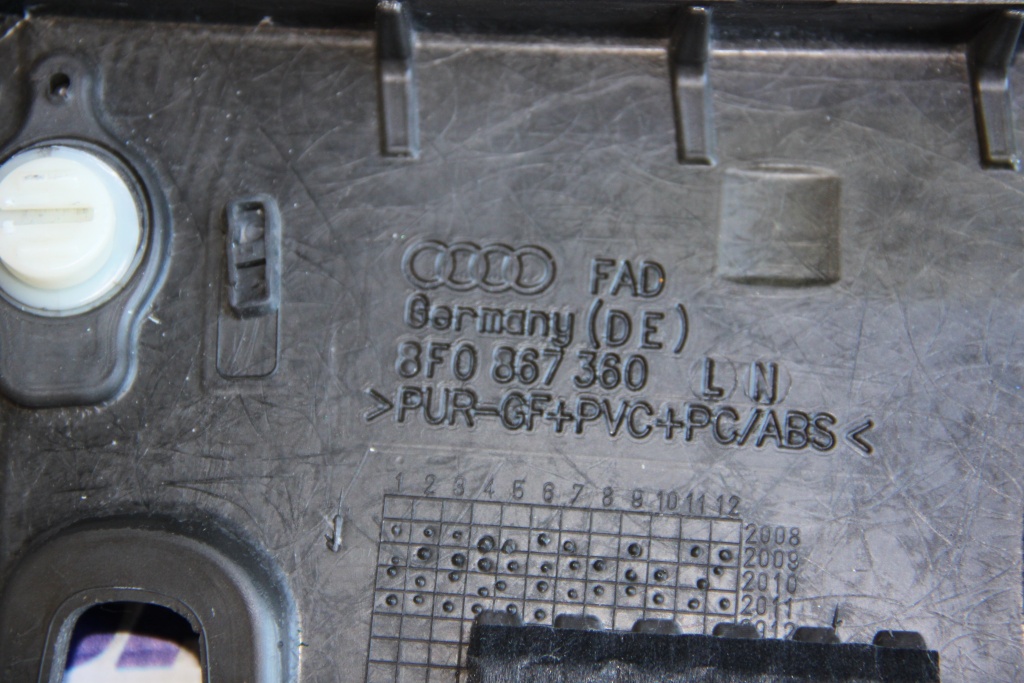 FAD
Germany (DE)
8F0 867 360 L N
>PUR-GF+PVC+PC/ABS<
1 2 3 4 5 6 7 8 9 10 11 12
2008
2009
2010
2011